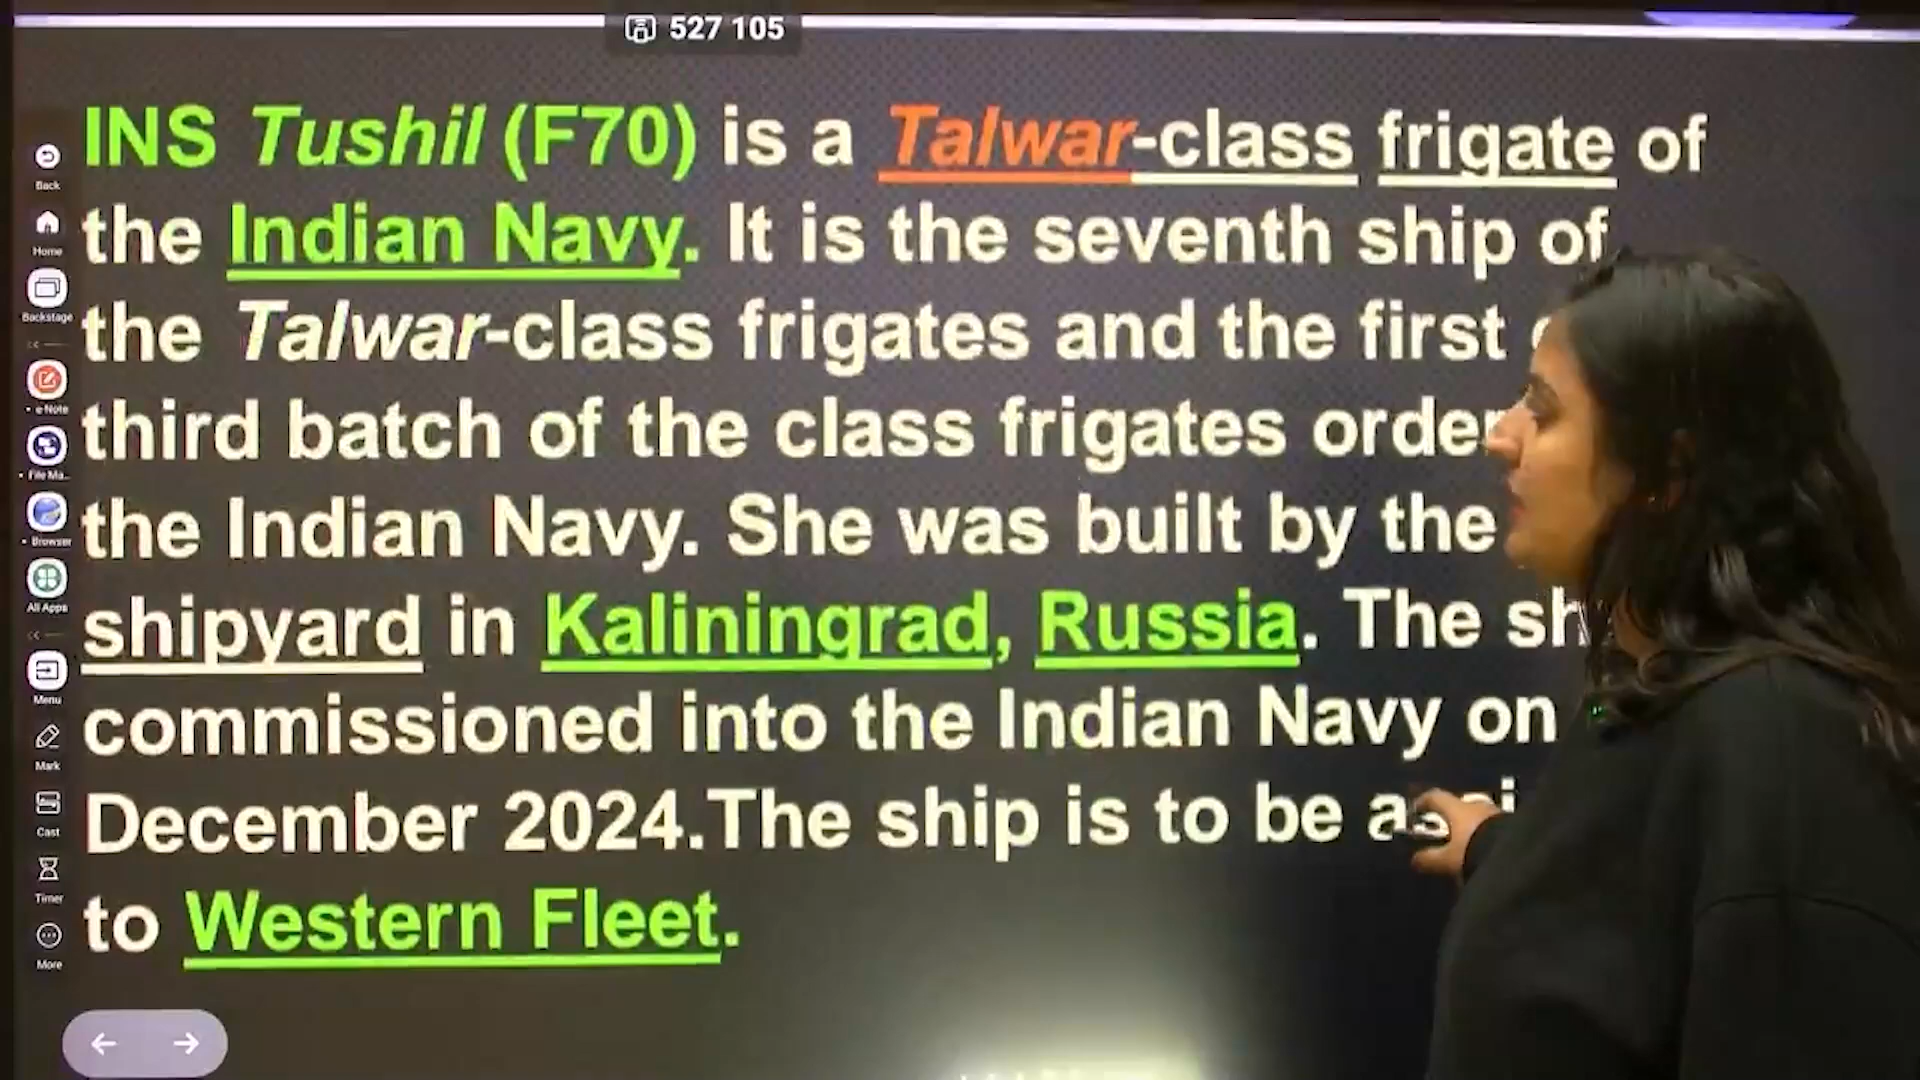 527 105
INS Tushil (F70) is a Talwar-class frigate of
the Indian Navy. It is the seventh ship of
the Talwar-class frigates and the first
third batch of the class frigates
the Indian Navy. She was built by the
shipyard in Kaliningrad, Russia. The
commissioned into the Indian Navy on
December 2024.The ship is to be
to Western Fleet.
Back
Home
Backstage
e-Note
File Ma...
Browser
All Apps
Menu
Mark
Cast
Timer
More